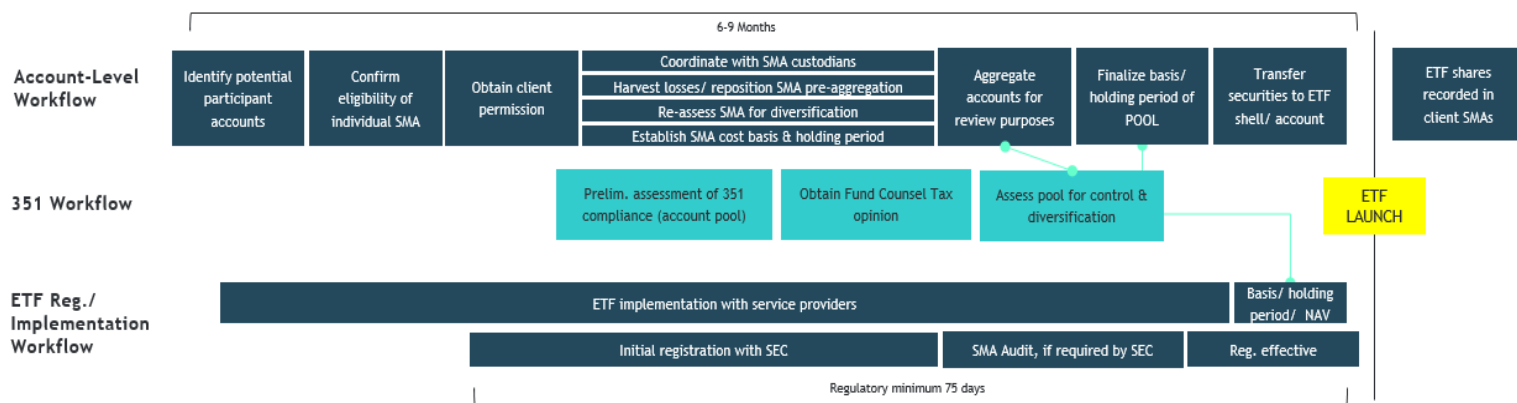 6-9 Months
Account-Level
Workflow
Identify potential
participant
accounts
Confirm
eligibility of
individual SMA
Obtain client
permission
Coordinate with SMA custodians
Harvest losses/ reposition SMA pre-aggregation
Re-assess SMA for diversification
Establish SMA cost basis & holding period
Aggregate
accounts for
review purposes
Finalize basis/
holding period of
POOL
Transfer
securities to ETF
shell/ account
ETF shares
recorded in
client SMAs
351 Workflow
Prelim. assessment of 351
compliance (account pool)
Obtain Fund Counsel Tax
opinion
Assess pool for control &
diversification
ETF
LAUNCH
ETF Reg./
Implementation
Workflow
ETF implementation with service providers
Basis/ holding
period/ NAV
Initial registration with SEC
SMA Audit, if required by SEC
Reg. effective
Regulatory minimum 75 days